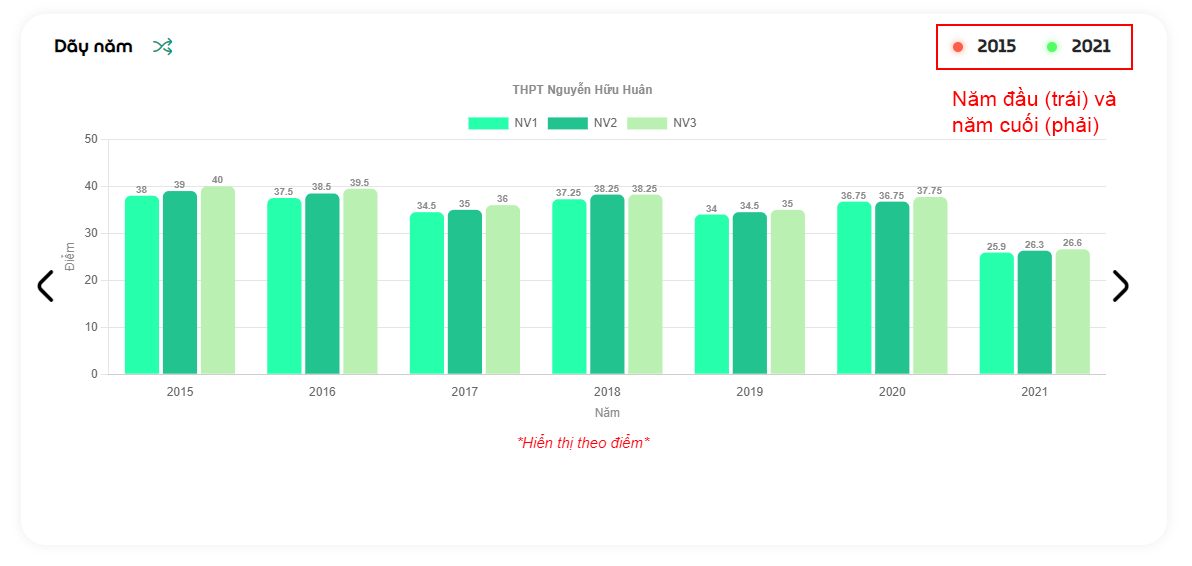 Dãy năm
2015 2021
Năm đầu (trái) và
năm cuối (phải)
THPT Nguyễn Hữu Huân
NV1 NV2 NV3
50
40
30
20
10
0
Điểm
38 39 40
37.5 38.5 39.5
34.5 35 36
37.25 38.25 38.25
34 34.5 35
36.75 36.75 37.75
25.9 26.3 26.6
2015 2016 2017 2018 2019 2020 2021
Năm
*Hiển thị theo điểm*